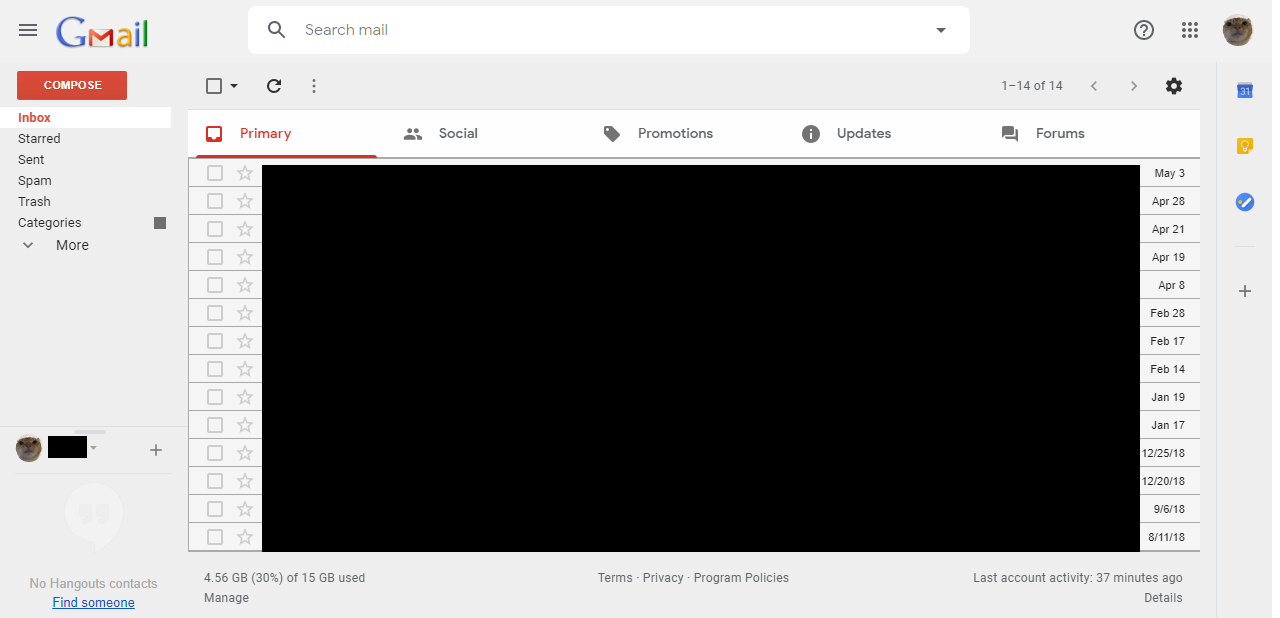 Gmail
Search mail
COMPOSE
1–14 of 14
31
Inbox
Starred
Sent
Spam
Trash
Categories
More
Primary
Social
Promotions
Updates
Forums
May 3
Apr 28
Apr 21
Apr 19
Apr 8
Feb 28
Feb 17
Feb 14
Jan 19
Jan 17
12/25/18
12/20/18
9/6/18
8/11/18
No Hangouts contacts
Find someone
4.56 GB (30%) of 15 GB used
Manage
Terms · Privacy · Program Policies
Last account activity: 37 minutes ago
Details